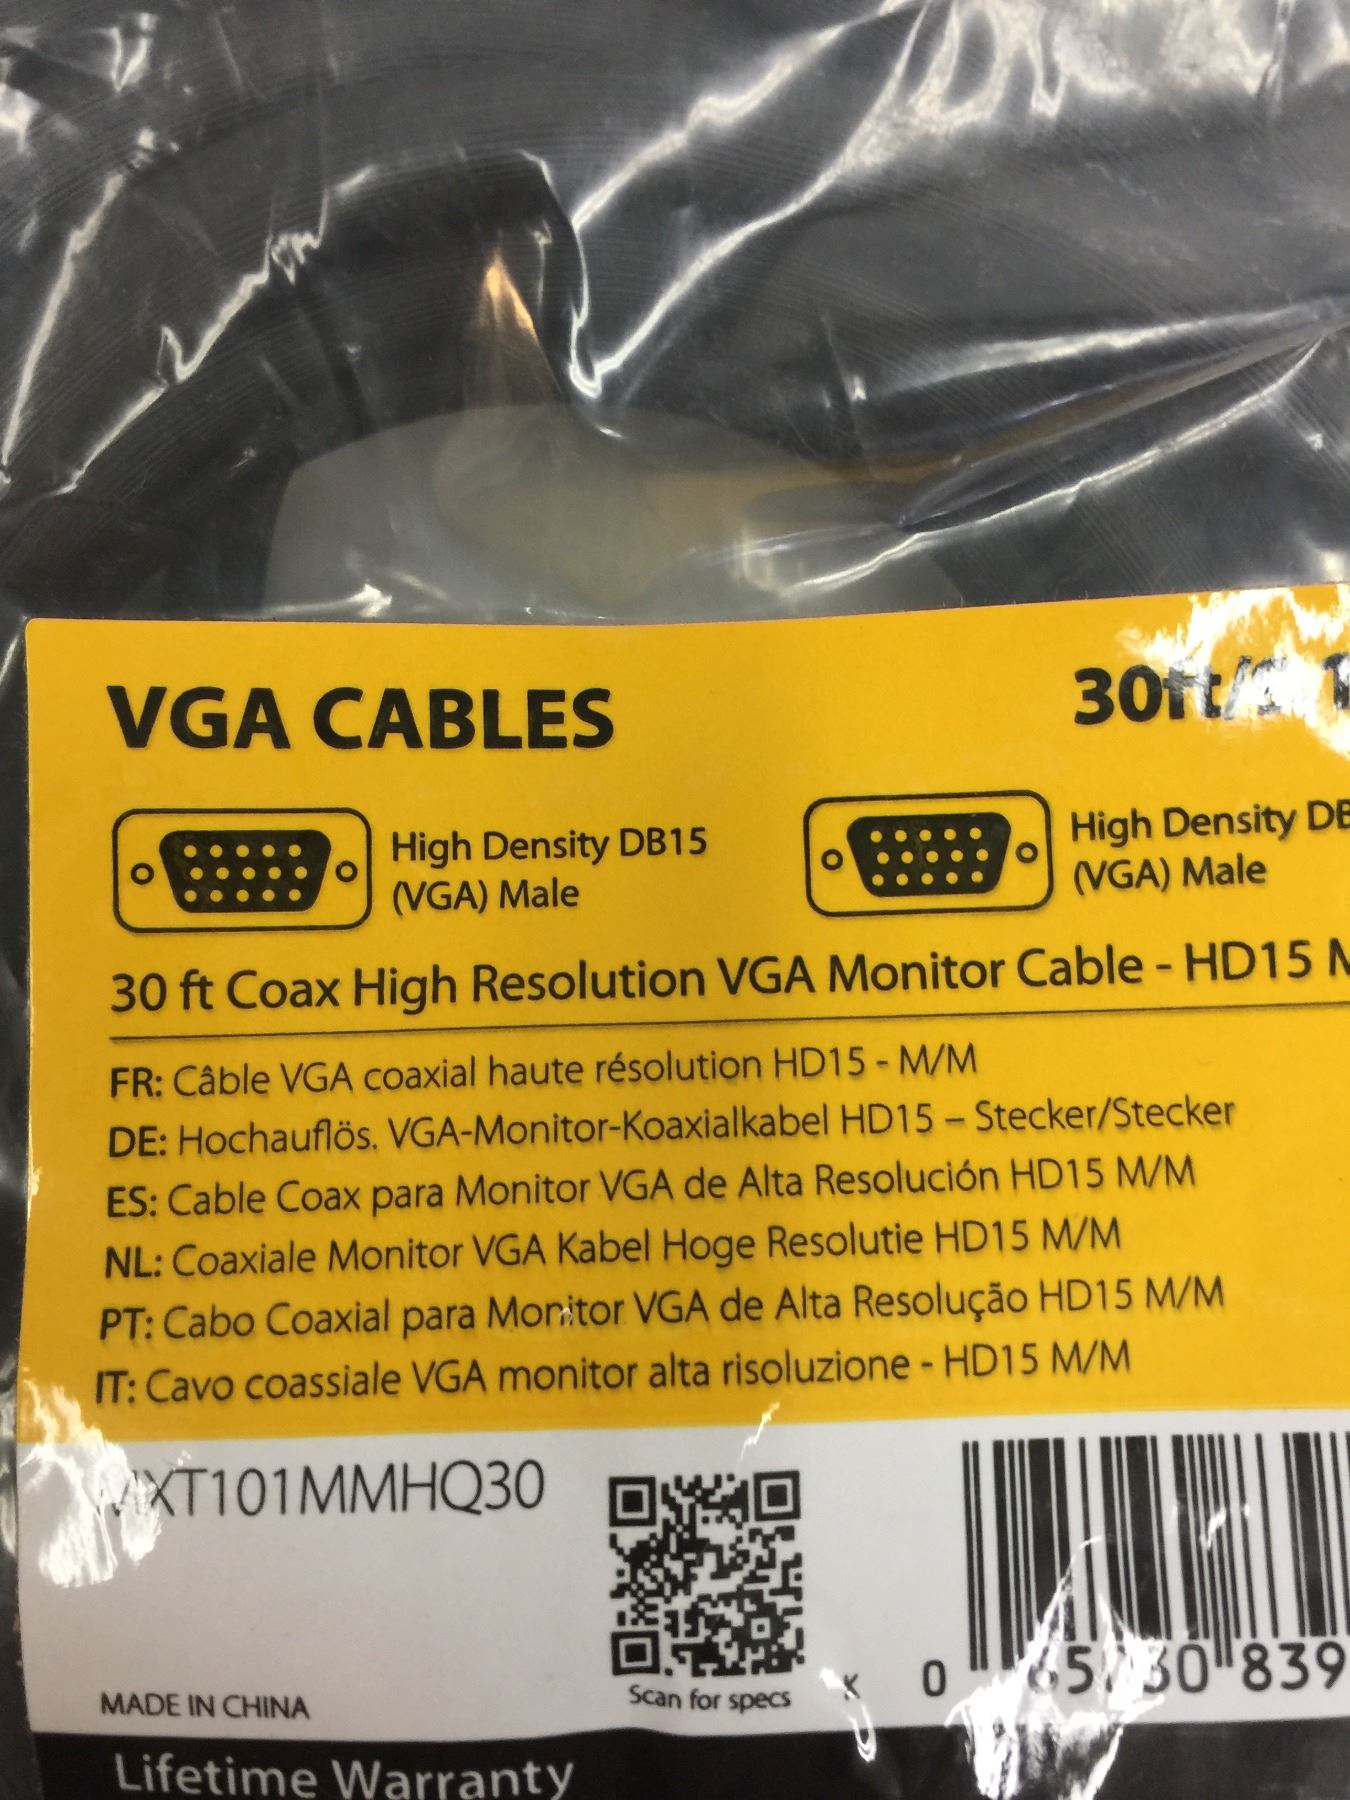 VGA CABLES
30ft/
High Density DB15
(VGA) Male
High Density DB
(VGA) Male
30 ft Coax High Resolution VGA Monitor Cable - HD15 M
FR: Câble VGA coaxial haute résolution HD15 - M/M
DE: Hochauflös. VGA-Monitor-Koaxialkabel HD15 – Stecker/Stecker
ES: Cable Coax para Monitor VGA de Alta Resolución HD15 M/M
NL: Coaxiale Monitor VGA Kabel Hoge Resolutie HD15 M/M
PT: Cabo Coaxial para Monitor VGA de Alta Resolução HD15 M/M
IT: Cavo coassiale VGA monitor alta risoluzione - HD15 M/M
MXT101MMHQ30
Scan for specs
K
0 839
MADE IN CHINA
Lifetime Warranty